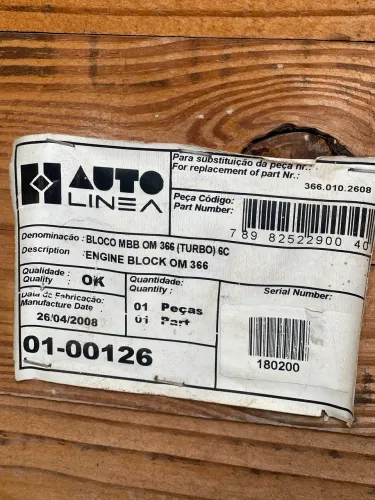 AUTO
LINEA
Para substituição da peça nr.:
For replacement of part Nr.:
366.010.2608
Peça Código:
Part Number:
7 89 82522900 40
Denominação : BLOCO MBB OM 366 (TURBO) 6C
Description : ENGINE BLOCK OM 366
Qualidade :
Quality : OK
Quantidade:
Quantity :
01 Peças
01 Part
Data de Fabricação:
Manufacture Date
26/04/2008
Serial Number:
180200
01-00126